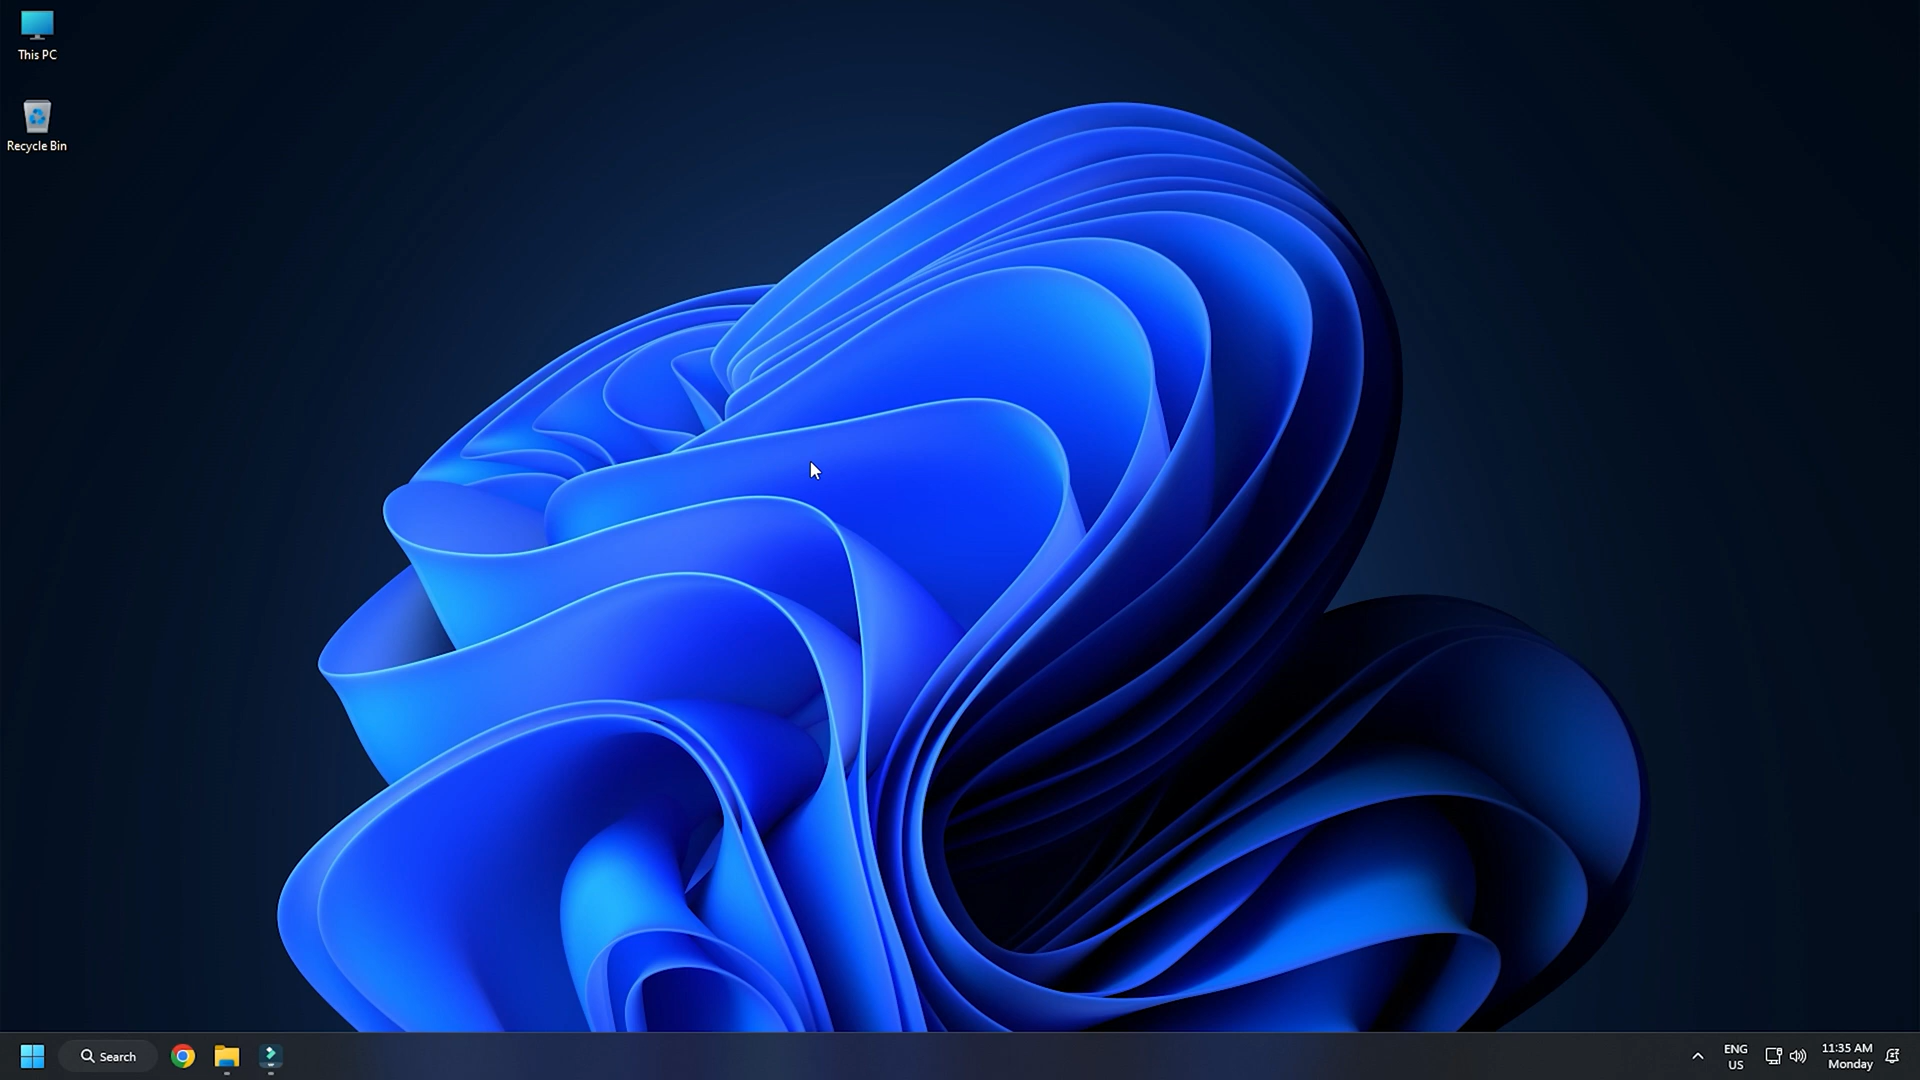 This PC
Recycle Bin
Search
ENG
US
11:35 AM
Monday